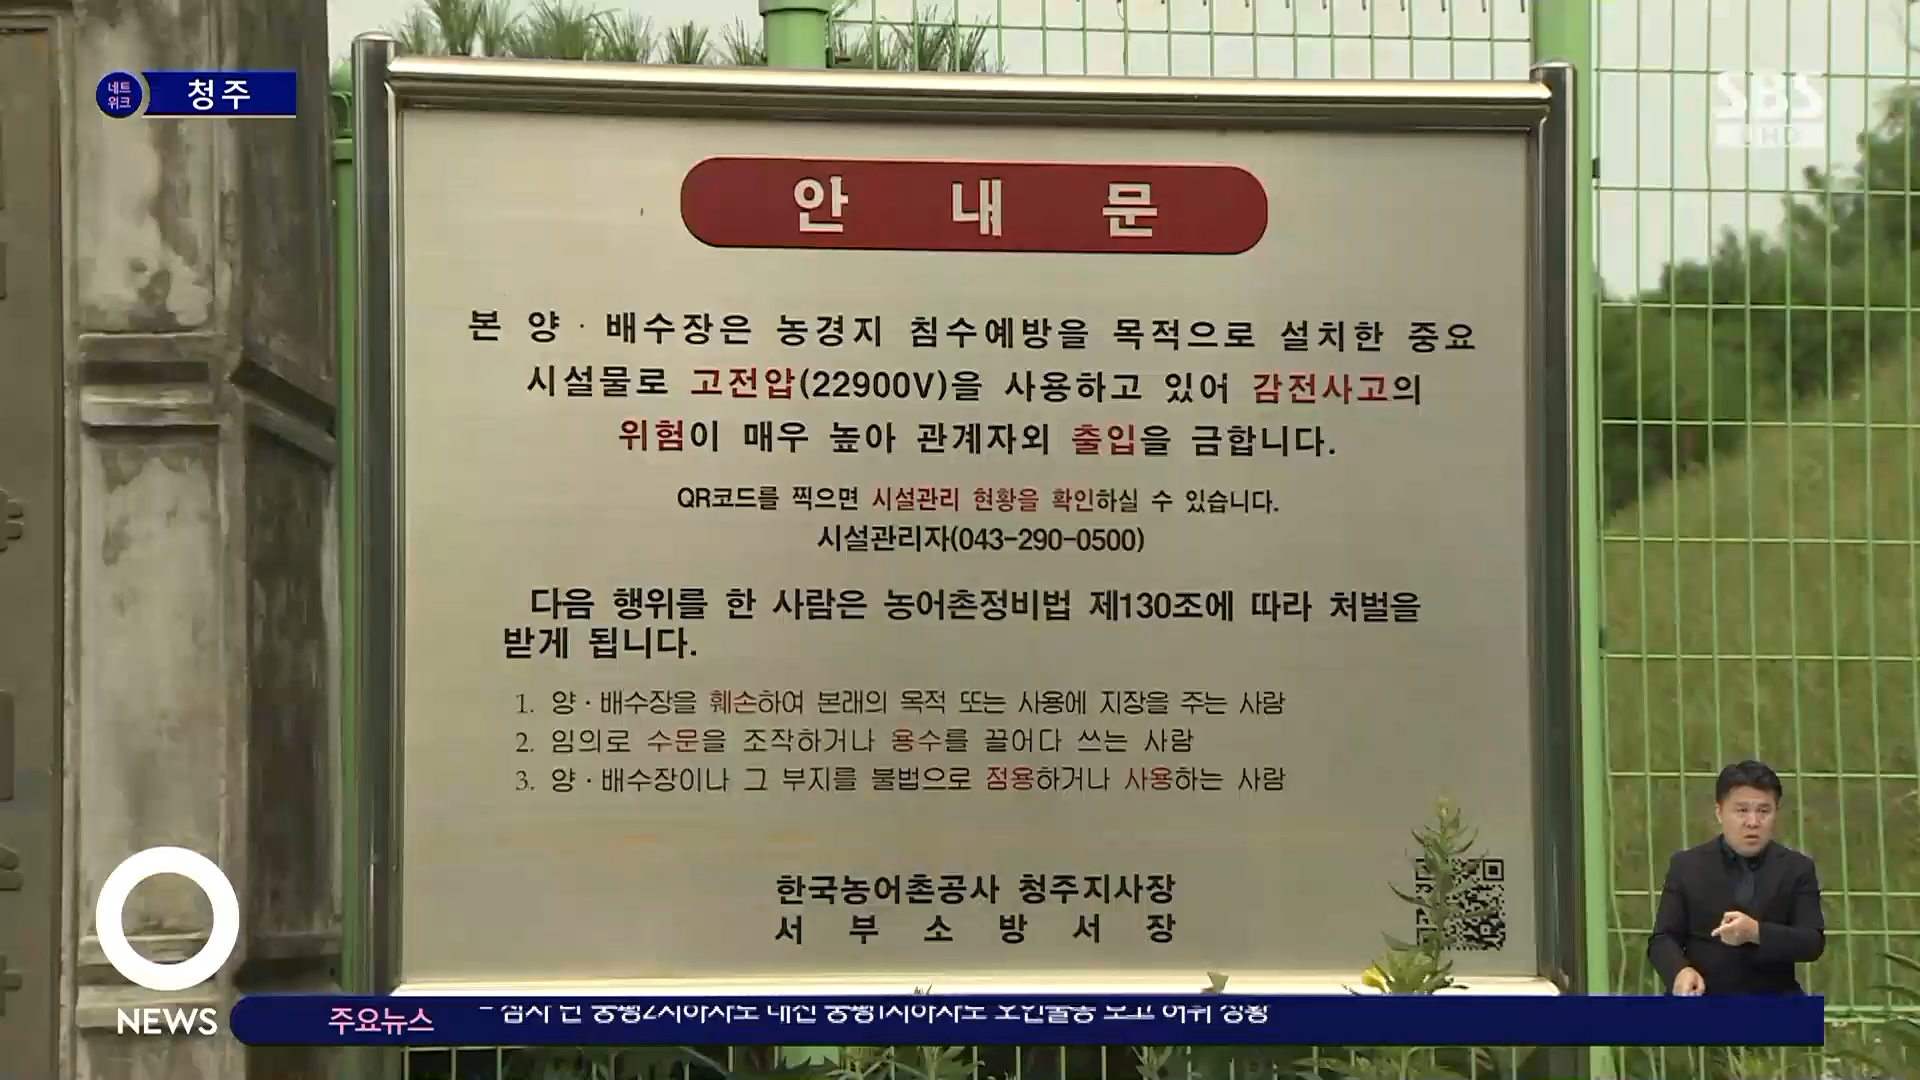 네트
워크
청주
SBS
UHD
안 내 문
본 양 · 배수장은 농경지 침수예방을 목적으로 설치한 중요
시설물로 고전압(22900V)을 사용하고 있어 감전사고의
위험이 매우 높아 관계자외 출입을 금합니다.
QR코드를 찍으면 시설관리 현황을 확인하실 수 있습니다.
시설관리자(043-290-0500)
다음 행위를 한 사람은 농어촌정비법 제130조에 따라 처벌을
받게 됩니다.
1. 양 · 배수장을 훼손하여 본래의 목적 또는 사용에 지장을 주는 사람
2. 임의로 수문을 조작하거나 용수를 끌어다 쓰는 사람
3. 양 · 배수장이나 그 부지를 불법으로 점용하거나 사용하는 사람
한국농어촌공사 청주지사장
서 부 소 방 서 장
NEWS
주요뉴스